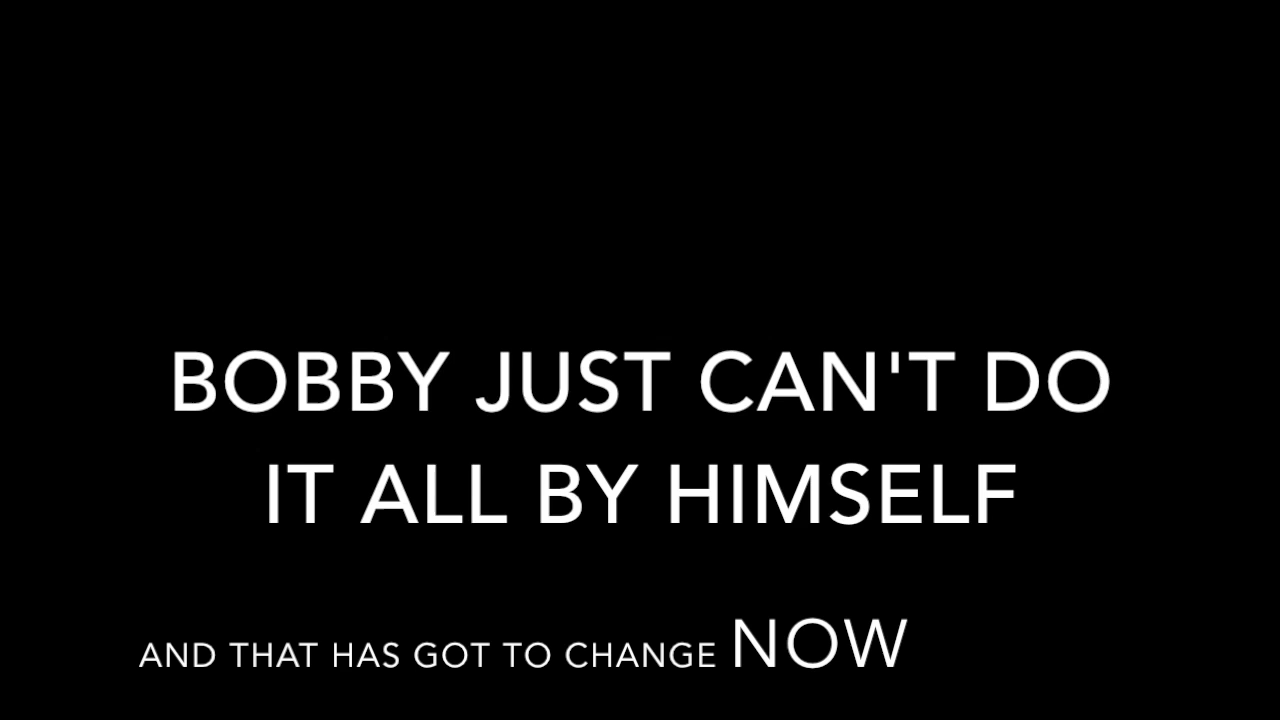 BOBBY JUST CAN'T DO
IT ALL BY HIMSELF
AND THAT HAS GOT TO CHANGE NOW